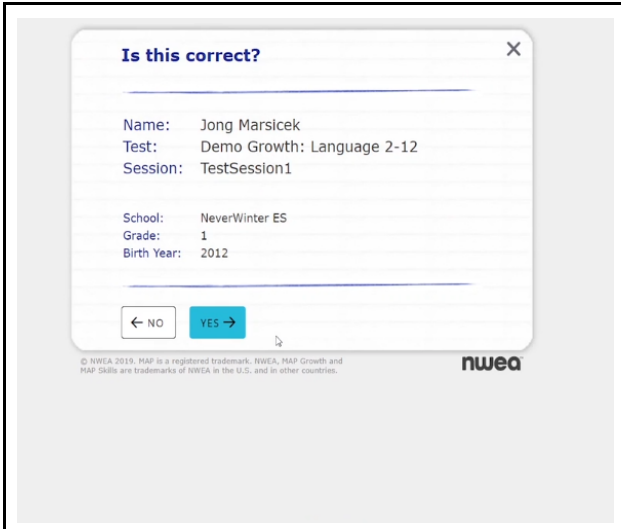 Is this correct?
Name: Jong Marsicek
Test: Demo Growth: Language 2-12
Session: TestSession1
School: NeverWinter ES
Grade: 1
Birth Year: 2012
← NO YES →
© NWEA 2019. MAP is a registered trademark. NWEA, MAP Growth and
MAP Skills are trademarks of NWEA in the U.S. and in other countries.
nwea